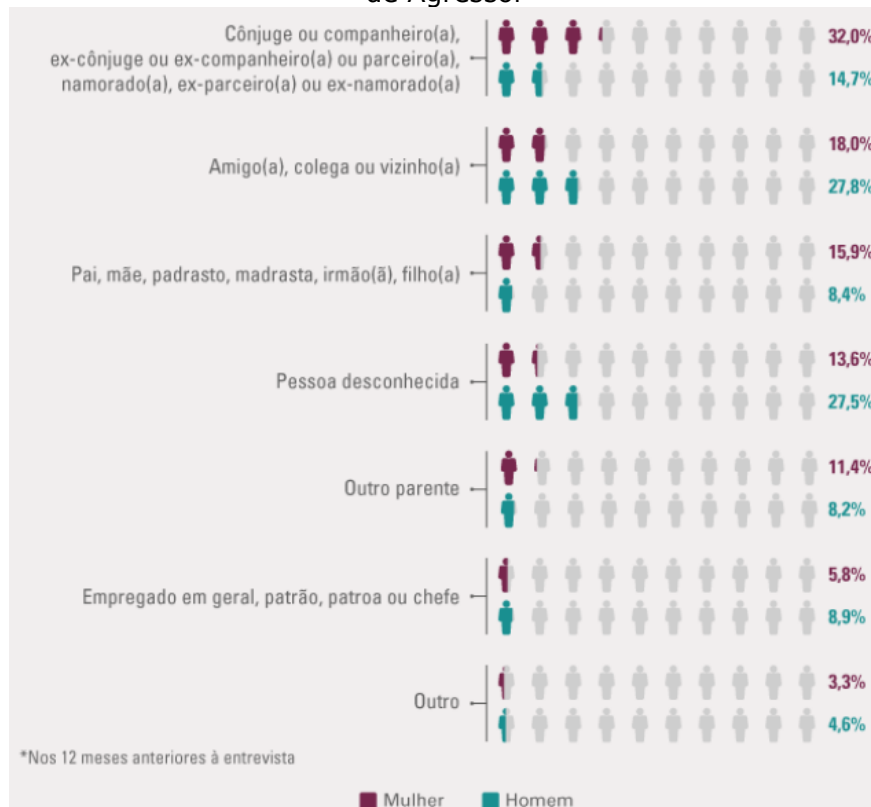 de Agressor
Cônjuge ou companheiro(a),
ex-cônjuge ou ex-companheiro(a) ou parceiro(a),
namorado(a), ex-parceiro(a) ou ex-namorado(a)
32,0%
14,7%
Amigo(a), colega ou vizinho(a)
18,0%
27,8%
Pai, mãe, padrasto, madrasta, irmão(ã), filho(a)
15,9%
8,4%
Pessoa desconhecida
13,6%
27,5%
Outro parente
11,4%
8,2%
Empregado em geral, patrão, patroa ou chefe
5,8%
8,9%
Outro
3,3%
4,6%
*Nos 12 meses anteriores à entrevista
Mulher Homem